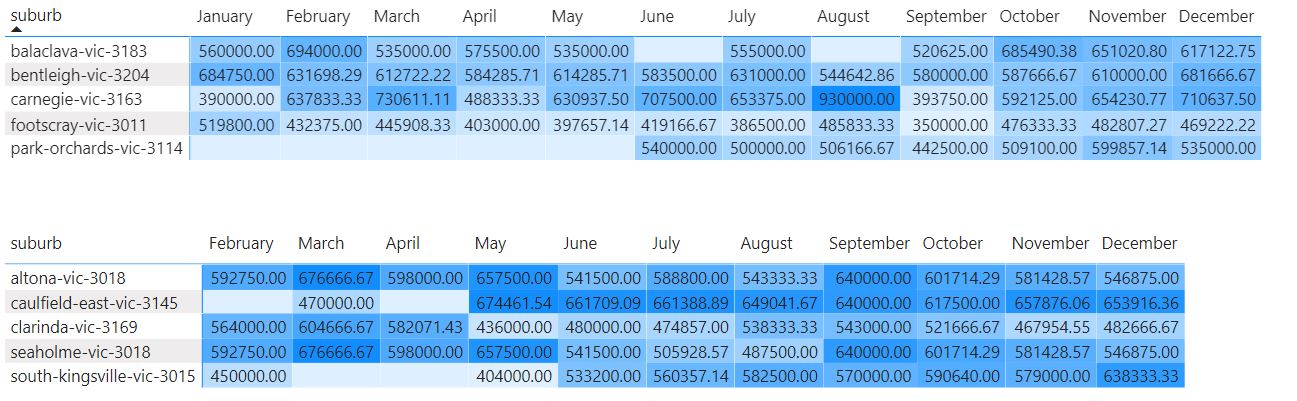 suburb January February March April May June July August September October November December
balaclava-vic-3183 560000.00 694000.00 535000.00 575500.00 535000.00 555000.00 520625.00 685490.38 651020.80 617122.75
bentleigh-vic-3204 684750.00 631698.29 612722.22 584285.71 614285.71 583500.00 631000.00 544642.86 580000.00 587666.67 610000.00 681666.67
carnegie-vic-3163 390000.00 637833.33 730611.11 488333.33 630937.50 707500.00 653375.00 930000.00 393750.00 592125.00 654230.77 710637.50
footscray-vic-3011 519800.00 432375.00 445908.33 403000.00 397657.14 419166.67 386500.00 485833.33 350000.00 476333.33 482807.27 469222.22
park-orchards-vic-3114 540000.00 500000.00 506166.67 442500.00 509100.00 599857.14 535000.00
suburb February March April May June July August September October November December
altona-vic-3018 592750.00 676666.67 598000.00 657500.00 541500.00 588800.00 543333.33 640000.00 601714.29 581428.57 546875.00
caulfield-east-vic-3145 470000.00 674461.54 661709.09 661388.89 649041.67 640000.00 617500.00 657876.06 653916.36
clarinda-vic-3169 564000.00 604666.67 582071.43 436000.00 480000.00 474857.00 538333.33 543000.00 521666.67 467954.55 482666.67
seaholme-vic-3018 592750.00 676666.67 598000.00 657500.00 541500.00 505928.57 487500.00 640000.00 601714.29 581428.57 546875.00
south-kingsville-vic-3015 450000.00 404000.00 533200.00 560357.14 582500.00 570000.00 590640.00 579000.00 638333.33